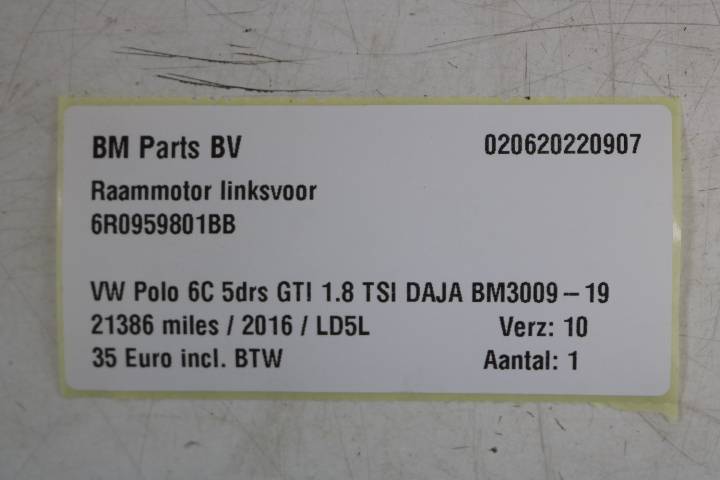 BM Parts BV 020620220907
Raammotor linksvoor
6R0959801BB
VW Polo 6C 5drs GTI 1.8 TSI DAJA BM3009 – 19
21386 miles / 2016 / LD5L Verz: 10
35 Euro incl. BTW Aantal: 1